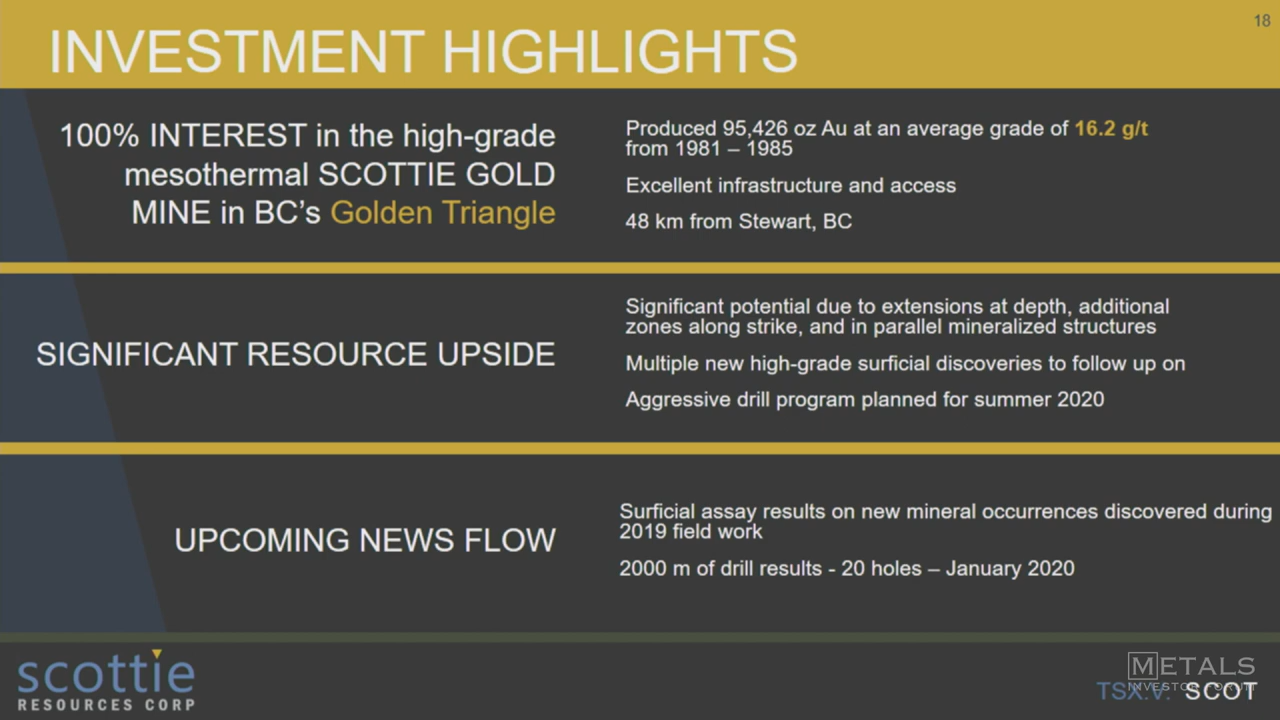 18
INVESTMENT HIGHLIGHTS
100% INTEREST in the high-grade
mesothermal SCOTTIE GOLD
MINE in BC’s Golden Triangle
Produced 95,426 oz Au at an average grade of 16.2 g/t
from 1981 – 1985
Excellent infrastructure and access
48 km from Stewart, BC
SIGNIFICANT RESOURCE UPSIDE
Significant potential due to extensions at depth, additional
zones along strike, and in parallel mineralized structures
Multiple new high-grade surficial discoveries to follow up on
Aggressive drill program planned for summer 2020
UPCOMING NEWS FLOW
Surficial assay results on new mineral occurrences discovered during
2019 field work
2000 m of drill results - 20 holes – January 2020
scottie
RESOURCES CORP
METALS
INVESTOR FORUM
TSX.V: SCOT